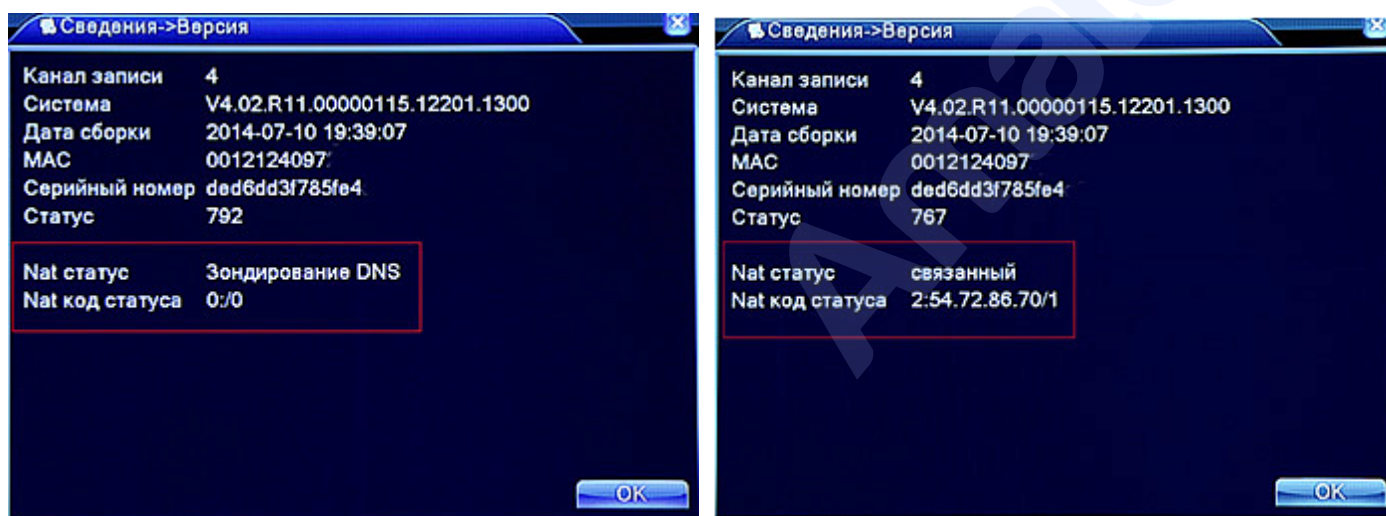 Сведения->Версия
Канал записи 4
Система V4.02.R11.00000115.12201.1300
Дата сборки 2014-07-10 19:39:07
MAC 0012124097
Серийный номер ded6dd3f785fe4
Статус 792
Nat статус Зондирование DNS
Nat код статуса 0:/0
OK
Сведения->Версия
Канал записи 4
Система V4.02.R11.00000115.12201.1300
Дата сборки 2014-07-10 19:39:07
MAC 0012124097
Серийный номер ded6dd3f785fe4
Статус 767
Nat статус связанный
Nat код статуса 2:54.72.86.70/1
OK